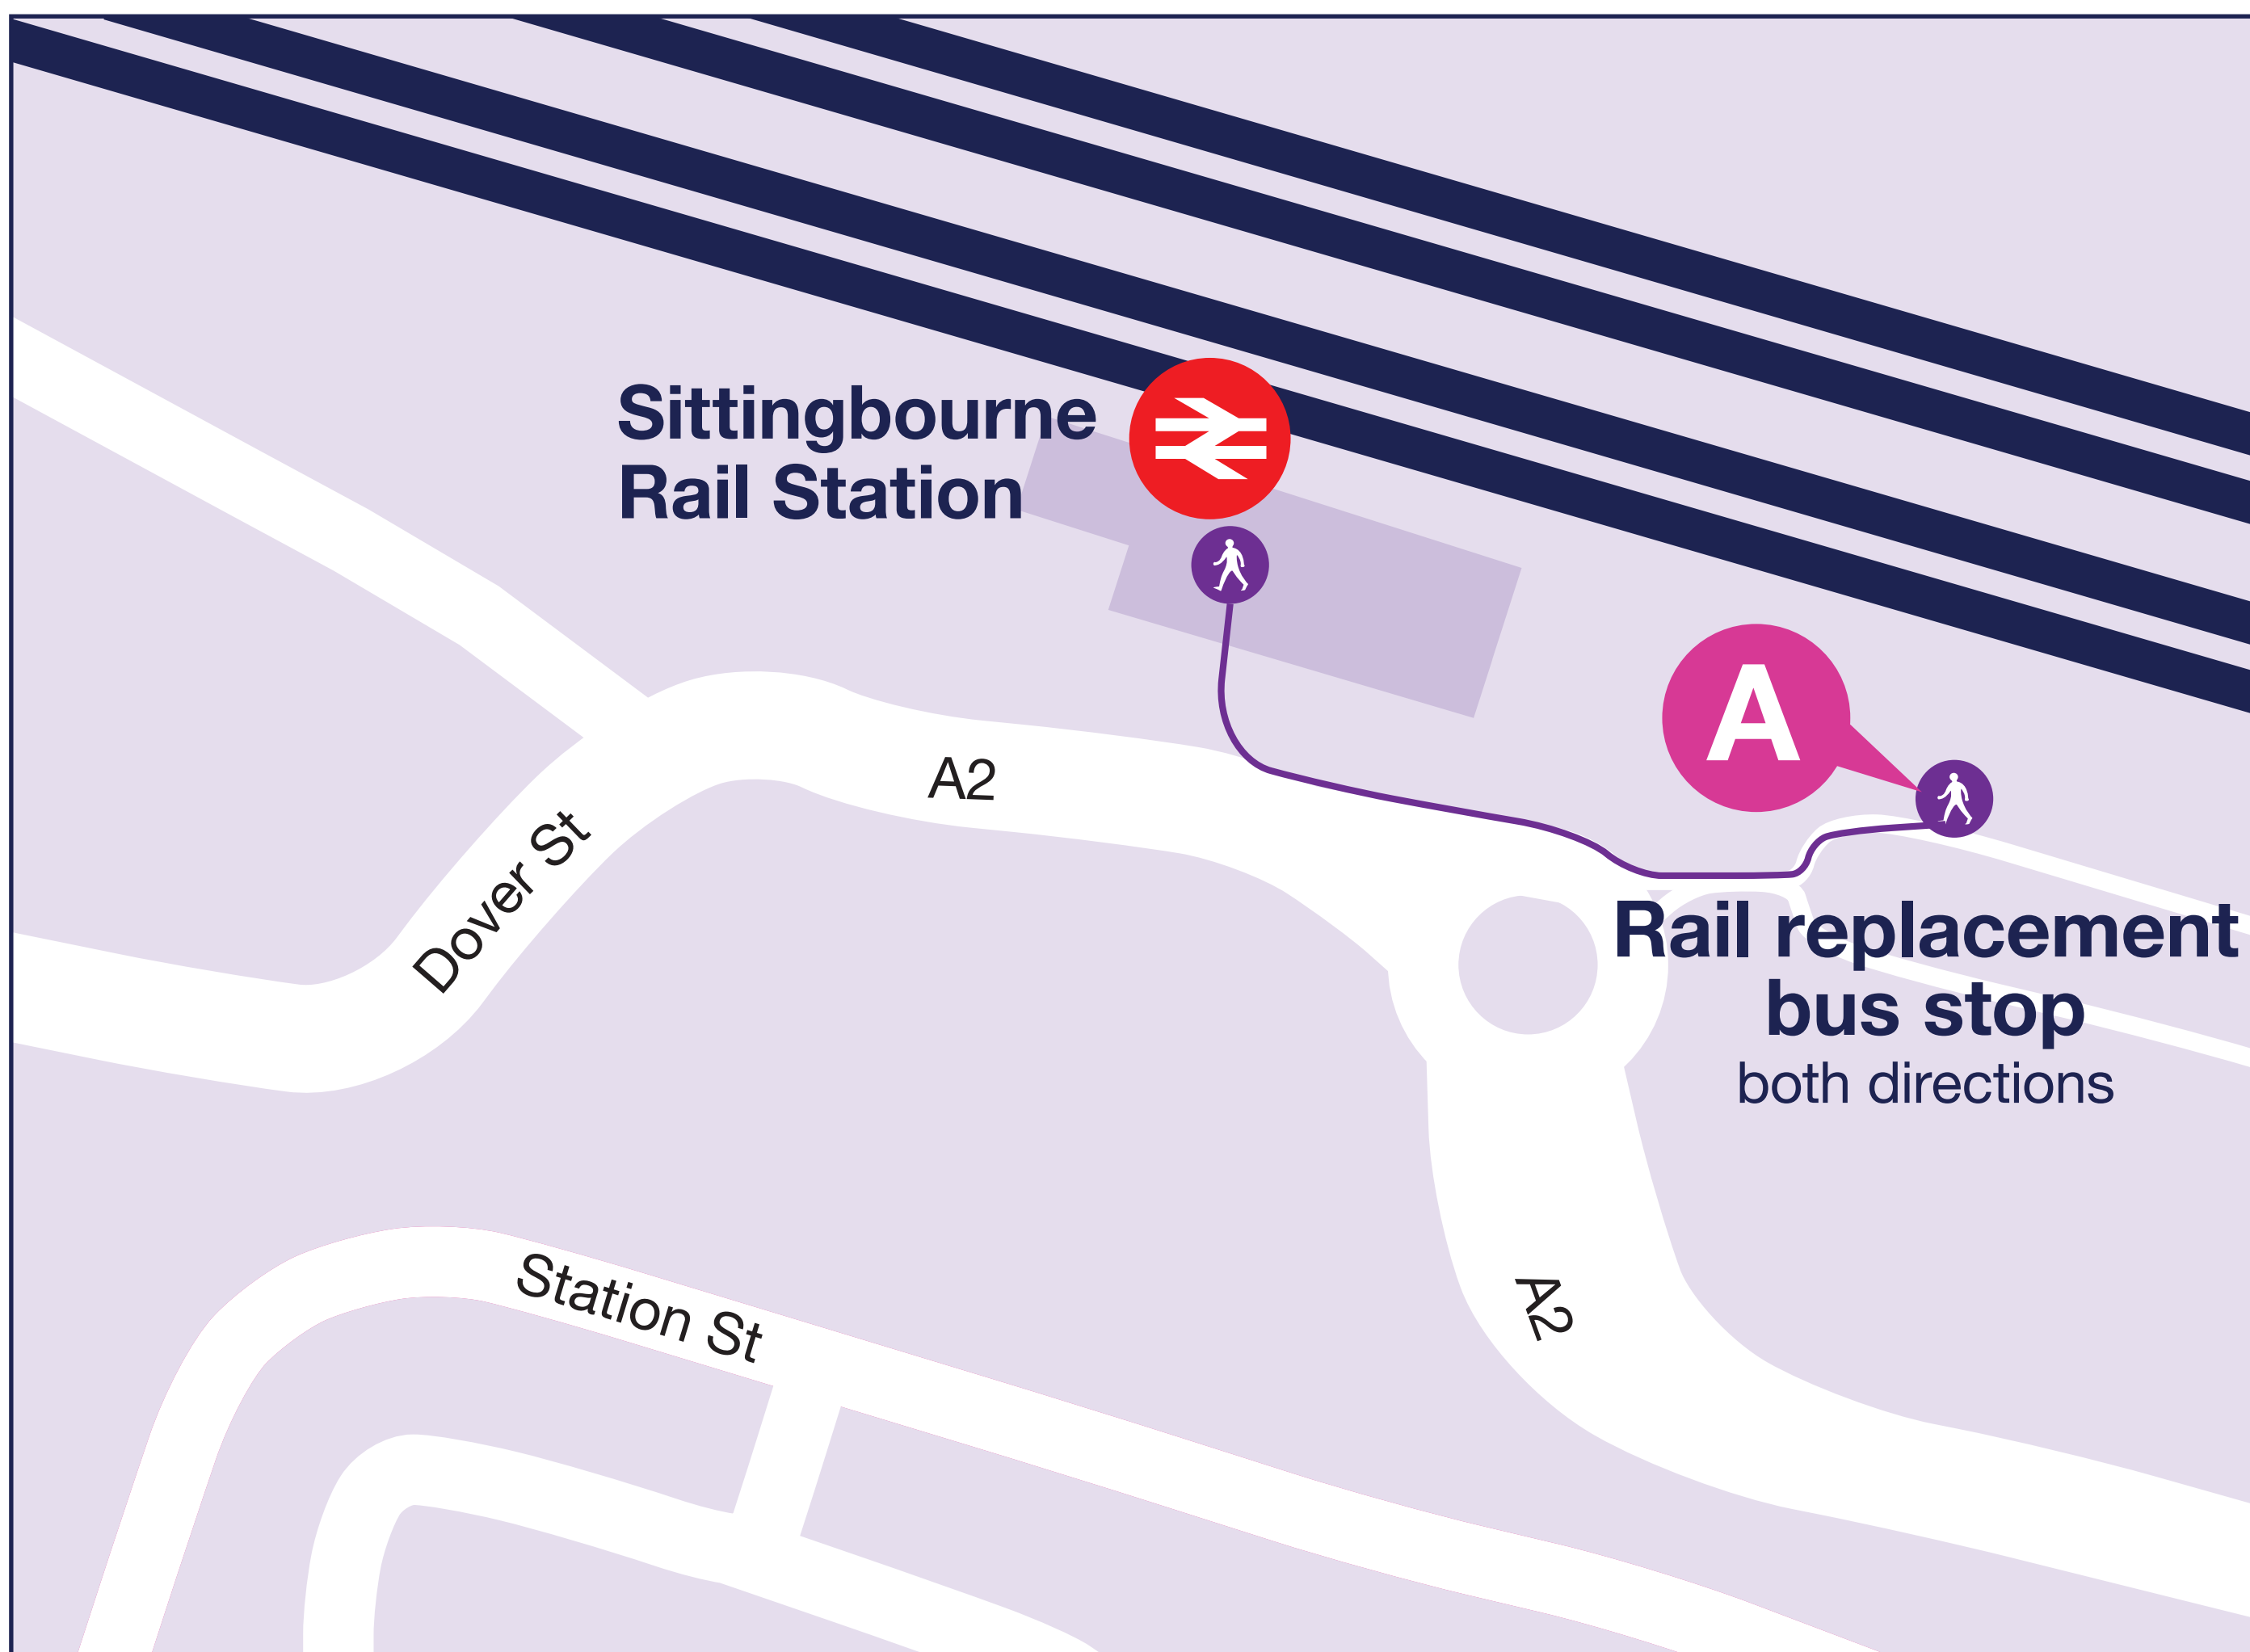 Sittingbourne
Rail Station
A
A2
Dover St
Rail replacement
bus stop
both directions
A2
Station St